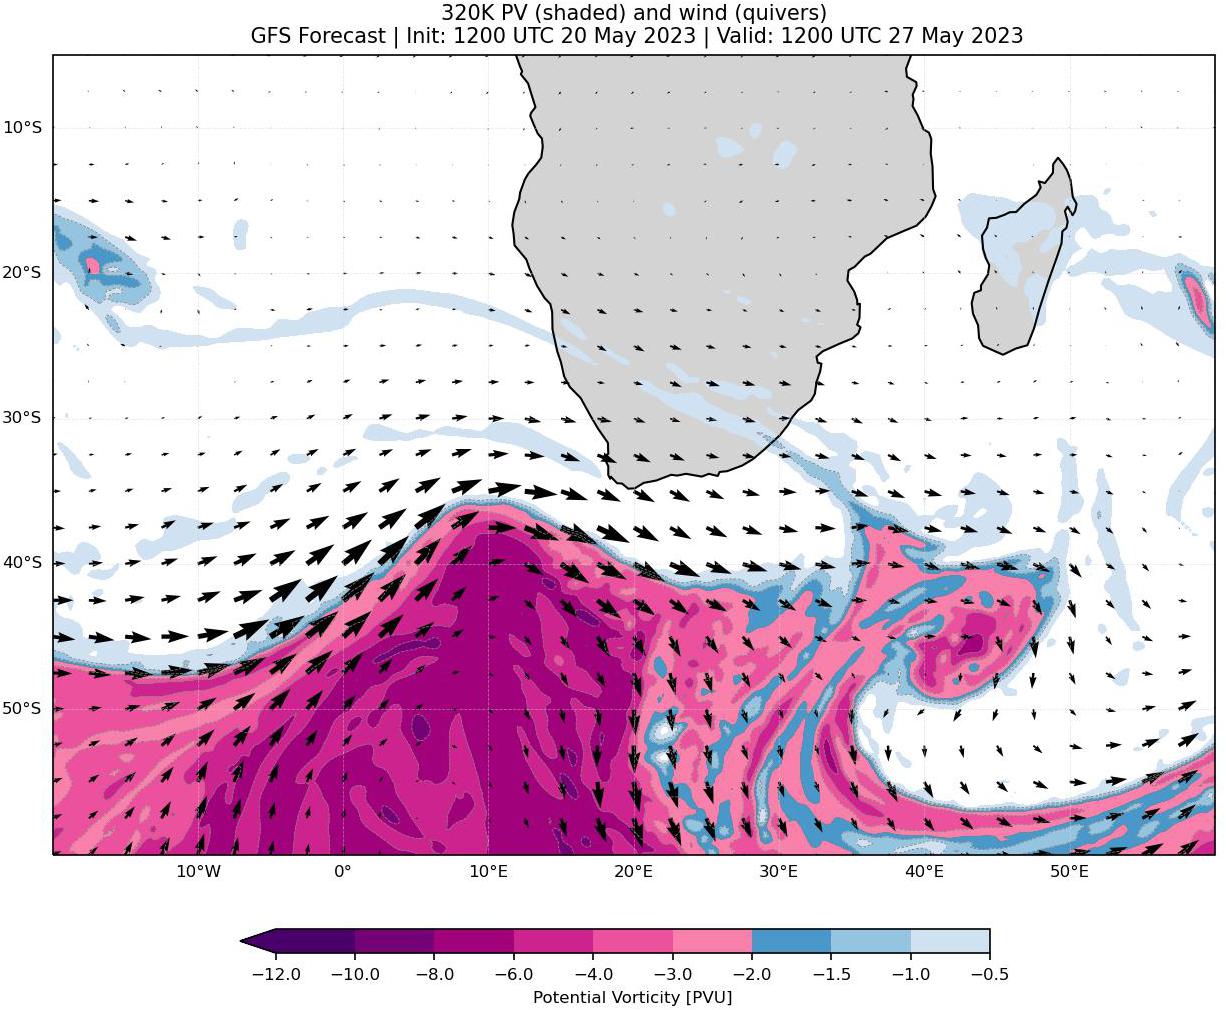 320K PV (shaded) and wind (quivers)
GFS Forecast | Init: 1200 UTC 20 May 2023 | Valid: 1200 UTC 27 May 2023
10°S
20°S
30°S
40°S
50°S
10°W 0° 10°E 20°E 30°E 40°E 50°E
−12.0 −10.0 −8.0 −6.0 −4.0 −3.0 −2.0 −1.5 −1.0 −0.5
Potential Vorticity [PVU]